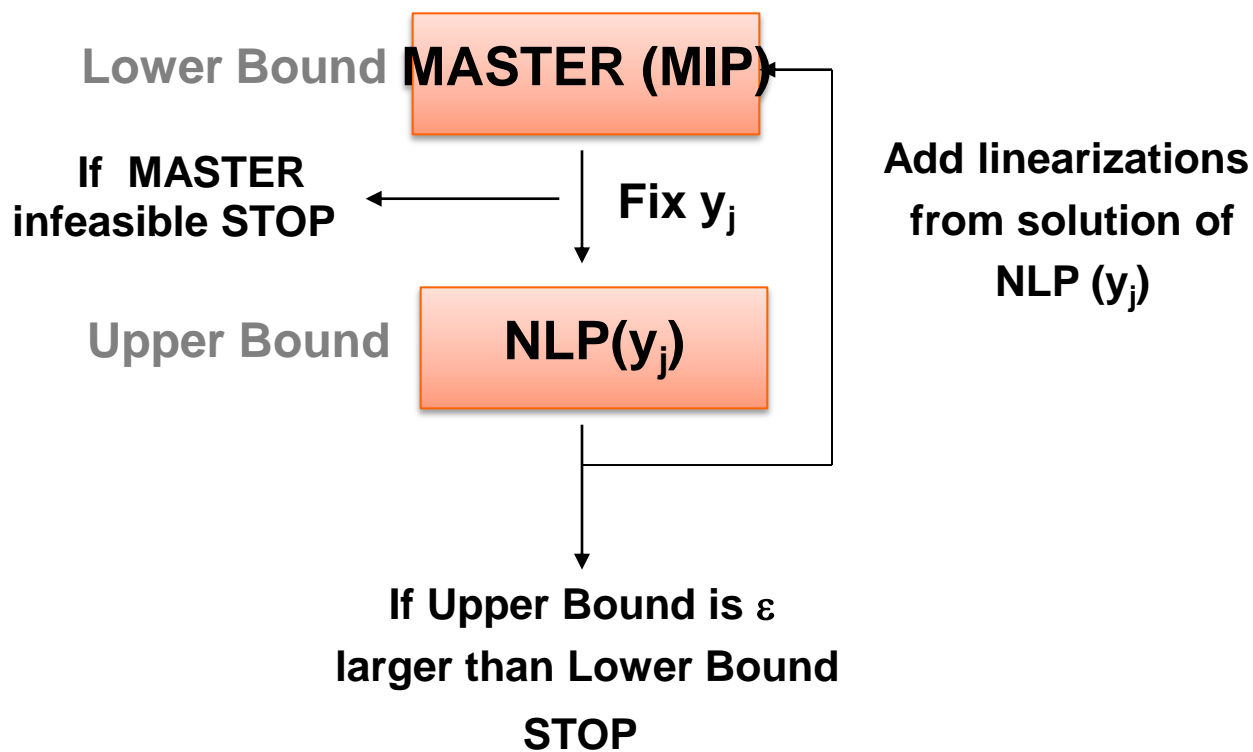 Lower Bound MASTER (MIP)
If MASTER
infeasible STOP
Fix yj
Add linearizations
from solution of
NLP (yj)
Upper Bound
NLP(yj)
If Upper Bound is ε
larger than Lower Bound
STOP